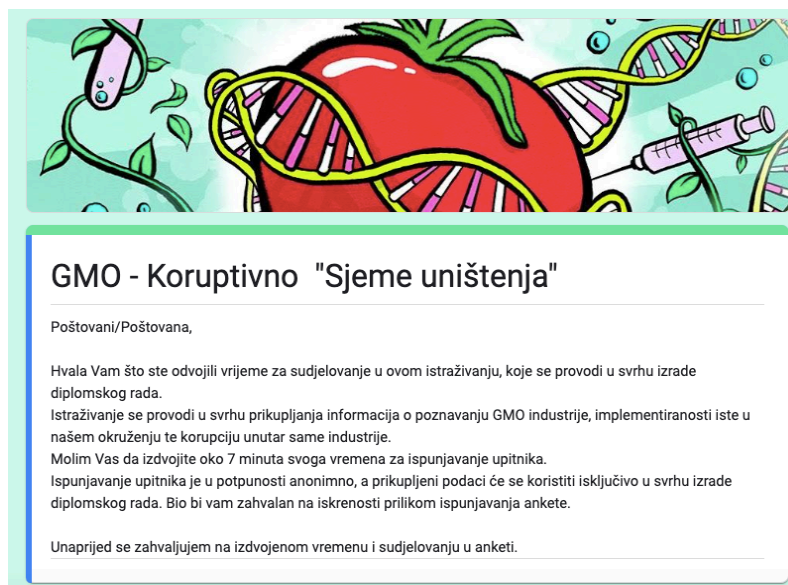 GMO - Koruptivno  "Sjeme uništenja"
Poštovani/Poštovana,
Hvala Vam što ste odvojili vrijeme za sudjelovanje u ovom istraživanju, koje se provodi u svrhu izrade
diplomskog rada.
Istraživanje se provodi u svrhu prikupljanja informacija o poznavanju GMO industrije, implementiranosti iste u
našem okruženju te korupciju unutar same industrije.
Molim Vas da izdvojite oko 7 minuta svoga vremena za ispunjavanje upitnika.
Ispunjavanje upitnika je u potpunosti anonimno, a prikupljeni podaci će se koristiti isključivo u svrhu izrade
diplomskog rada. Bio bi vam zahvalan na iskrenosti prilikom ispunjavanja ankete.
Unaprijed se zahvaljujem na izdvojenom vremenu i sudjelovanju u anketi.